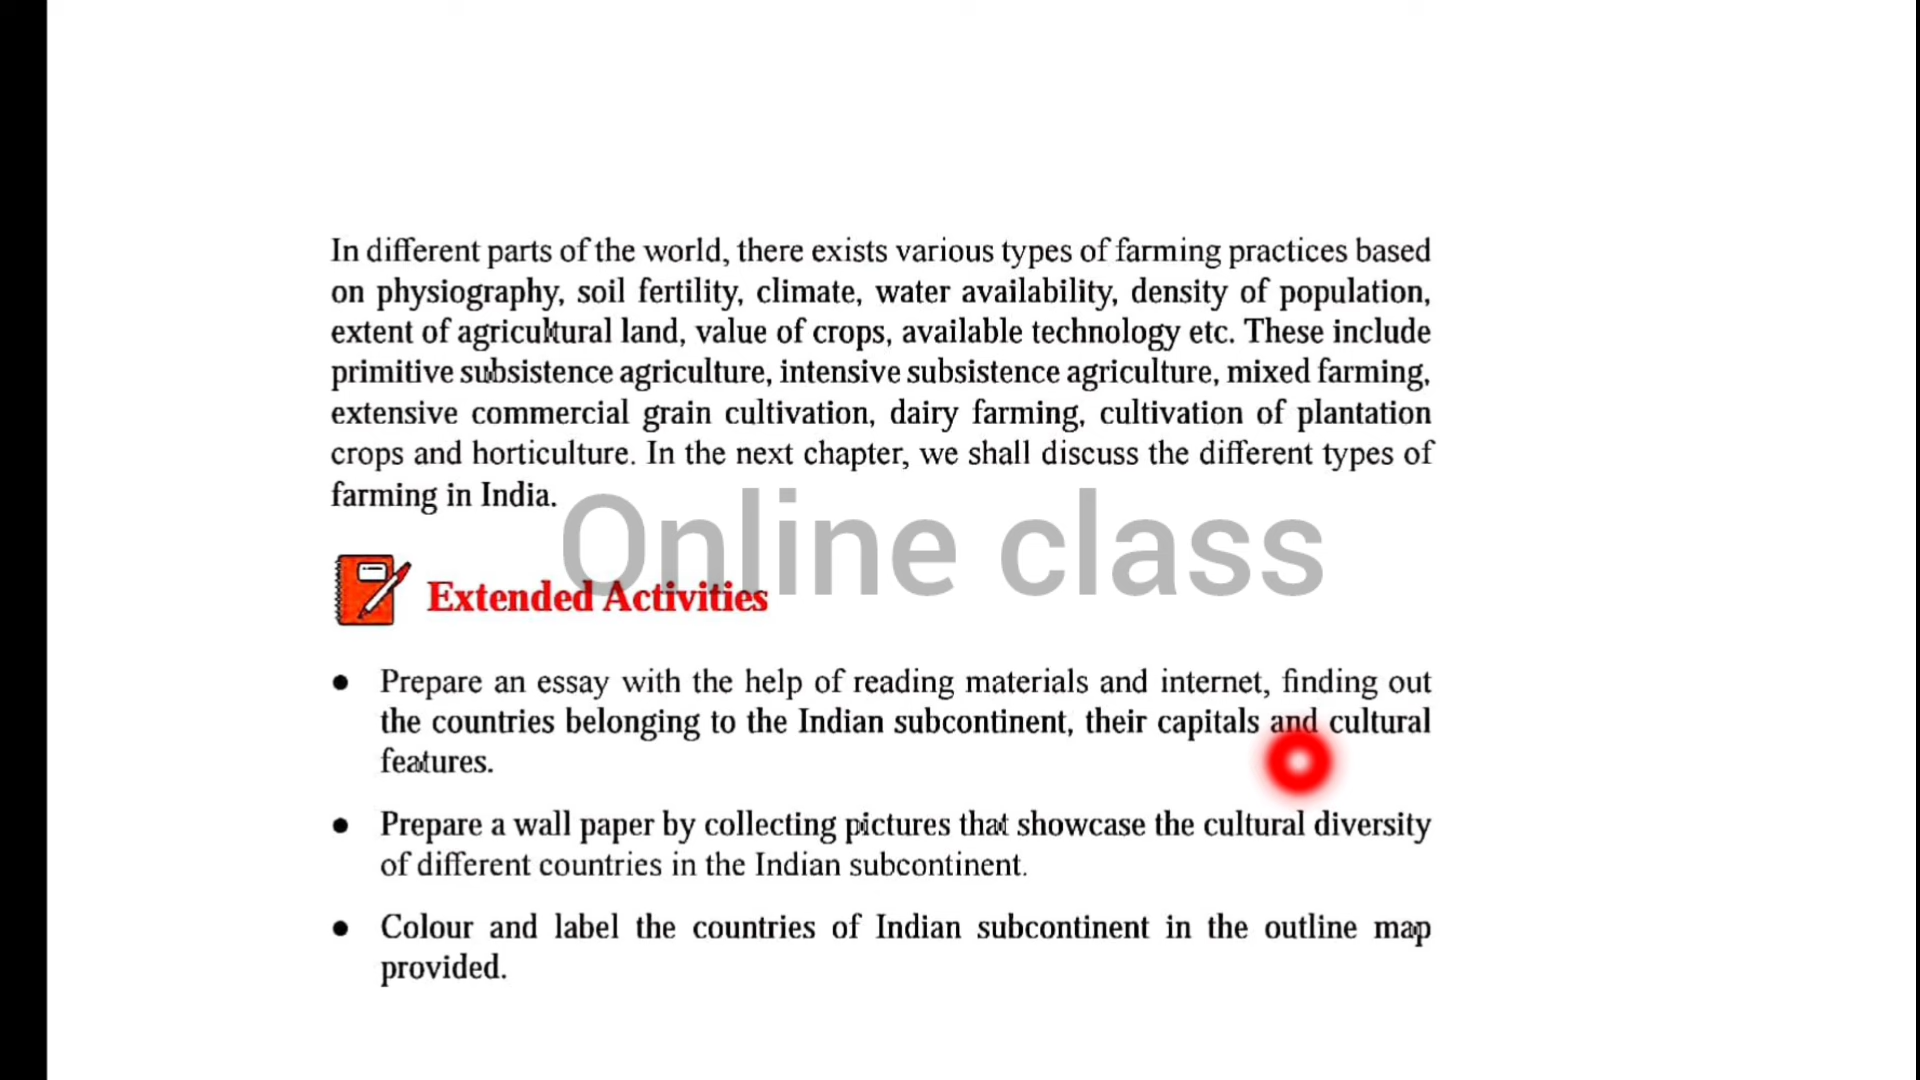 In different parts of the world, there exists various types of farming practices based
on physiography, soil fertility, climate, water availability, density of population,
extent of agricultural land, value of crops, available technology etc. These include
primitive subsistence agriculture, intensive subsistence agriculture, mixed farming,
extensive commercial grain cultivation, dairy farming, cultivation of plantation
crops and horticulture. In the next chapter, we shall discuss the different types of
farming in India.
Online class
Extended Activities
● Prepare an essay with the help of reading materials and internet, finding out
the countries belonging to the Indian subcontinent, their capitals and cultural
features.
● Prepare a wall paper by collecting pictures that showcase the cultural diversity
of different countries in the Indian subcontinent.
● Colour and label the countries of Indian subcontinent in the outline map
provided.